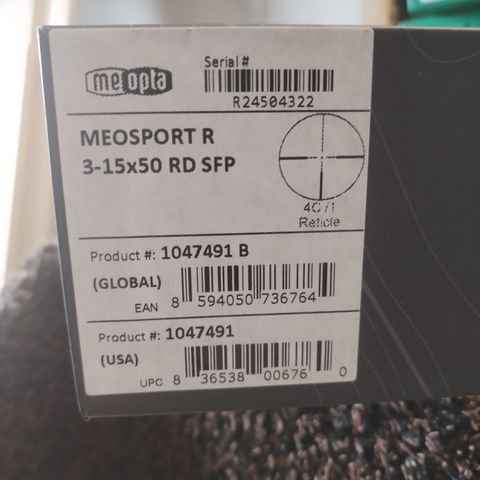 meopta
Serial #
R24504322
MEOSPORT R
3-15x50 RD SFP
4C /1
Reticle
Product #: 1047491 B
(GLOBAL)
EAN 8 594050 736764
Product #: 1047491
(USA)
UPC 8 36538 00676 0